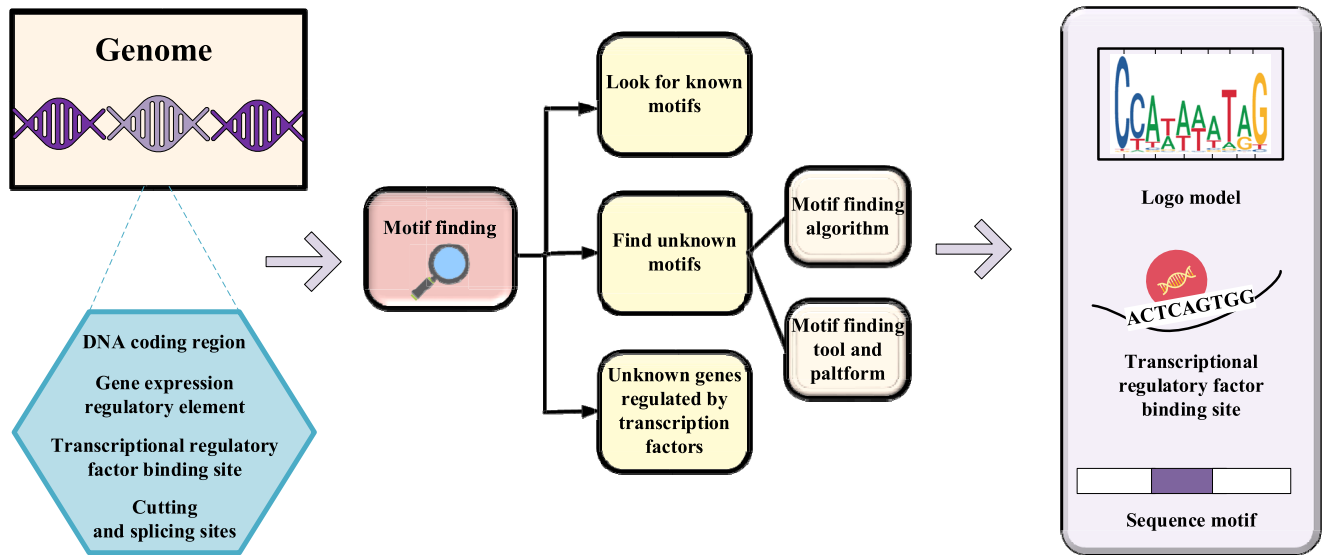 Genome
DNA coding region
Gene expression
regulatory element
Transcriptional regulatory
factor binding site
Cutting
and splicing sites
Motif finding
Look for known
motifs
Find unknown
motifs
Unknown genes
regulated by
transcription
factors
Motif finding
algorithm
Motif finding
tool and
paltform
CCATAAATAG
Logo model
ACTCAGTGG
Transcriptional
regulatory factor
binding site
Sequence motif